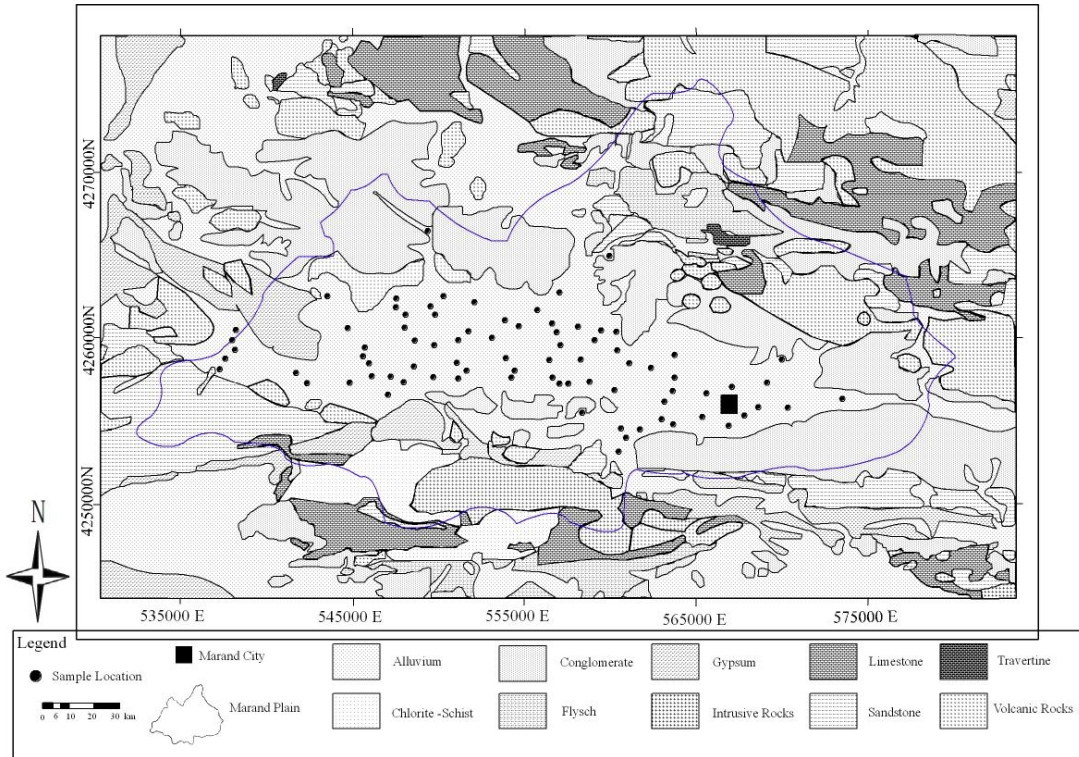 4270000N
4260000N
4250000N
N
535000 E
545000 E
555000 E
565000 E
575000 E
Legend
Marand City
Sample Location
0 6 10 20 30 km
Marand Plain
Alluvium
Conglomerate
Gypsum
Limestone
Travertine
Chlorite -Schist
Flysch
Intrusive Rocks
Sandstone
Volcanic Rocks